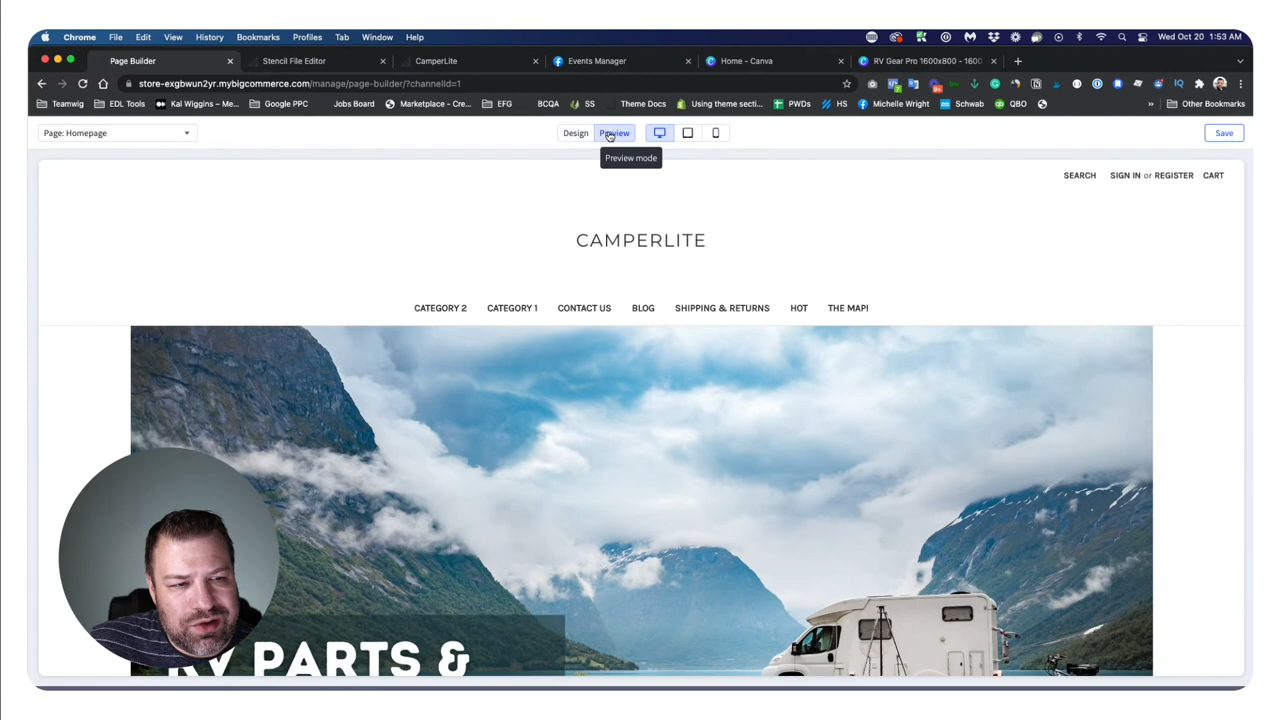 Chrome File Edit View History Bookmarks Profiles Tab Window Help Wed Oct 20 1:53 AM
Page Builder Stencil File Editor CamperLite Events Manager Home - Canva RV Gear Pro 1600x800 - 1600
store-exgbwun2yr.mybigcommerce.com/manage/page-builder/?channelId=1
Teamwig EDL Tools Kal Wiggins – Me... Google PPC Jobs Board Marketplace - Cre... EFG BCQA SS Theme Docs Using theme secti... PWDs HS Michelle Wright Schwab QBO » Other Bookmarks
Page: Homepage Design Preview Save
Preview mode
SEARCH SIGN IN or REGISTER CART
CAMPERLITE
CATEGORY 2 CATEGORY 1 CONTACT US BLOG SHIPPING & RETURNS HOT THE MAP!
RV PARTS &